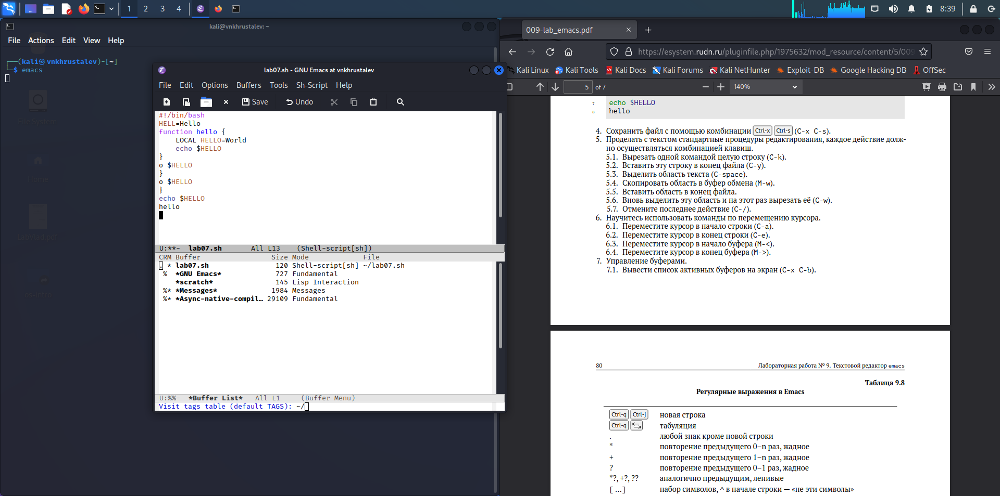 1
2
3
4
8:39
kali@vnkhrustalev: ~
File Actions Edit View Help
┌──(kali㉿vnkhrustalev)-[~]
└─$ emacs
File System
Home
LabVlad.pdf
os-intro
lab07.sh - GNU Emacs at vnkhrustalev
File Edit Options Buffers Tools Sh-Script Help
Save Undo
#!/bin/bash
HELL=Hello
function hello {
    LOCAL HELLO=World
    echo $HELLO
}
o $HELLO
}
o $HELLO
}
echo $HELLO
hello
U:**-  lab07.sh       All L13    (Shell-script[sh])
CRM Buffer                 Size Mode             File
. * lab07.sh                120 Shell-script[sh] ~/lab07.sh
 %  *GNU Emacs*             727 Fundamental
    *scratch*               145 Lisp Interaction
 %* *Messages*             1984 Messages
 %* *Async-native-compil… 29109 Fundamental
U:%%-  *Buffer List*   All L1     (Buffer Menu)
Visit tags table (default TAGS): ~/
009-lab_emacs.pdf
https://esystem.rudn.ru/pluginfile.php/1975632/mod_resource/content/5/009
Kali Linux Kali Tools Kali Docs Kali Forums Kali NetHunter Exploit-DB Google Hacking DB OffSec
5 of 7 140%
7 echo $HELLO
8 hello
4. Сохранить файл с помощью комбинации Ctrl-x Ctrl-s (C-x C-s).
5. Проделать с текстом стандартные процедуры редактирования, каждое действие долж-
но осуществляться комбинацией клавиш.
5.1. Вырезать одной командой целую строку (C-k).
5.2. Вставить эту строку в конец файла (C-y).
5.3. Выделить область текста (C-space).
5.4. Скопировать область в буфер обмена (M-w).
5.5. Вставить область в конец файла.
5.6. Вновь выделить эту область и на этот раз вырезать её (C-w).
5.7. Отмените последнее действие (C-/).
6. Научитесь использовать команды по перемещению курсора.
6.1. Переместите курсор в начало строки (C-a).
6.2. Переместите курсор в конец строки (C-e).
6.3. Переместите курсор в начало буфера (M-<).
6.4. Переместите курсор в конец буфера (M->).
7. Управление буферами.
7.1. Вывести список активных буферов на экран (C-x C-b).
80 Лабораторная работа № 9. Текстовой редактор emacs
Таблица 9.8
Регулярные выражения в Emacs
Ctrl-q Ctrl-j новая строка
Ctrl-q ↹ табуляция
. любой знак кроме новой строки
* повторение предыдущего 0–n раз, жадное
+ повторение предыдущего 1–n раз, жадное
? повторение предыдущего 0–1 раз, жадное
*?, +?, ?? аналогично предыдущим, ленивые
[ …] набор символов, ^ в начале строки — «не эти символы»